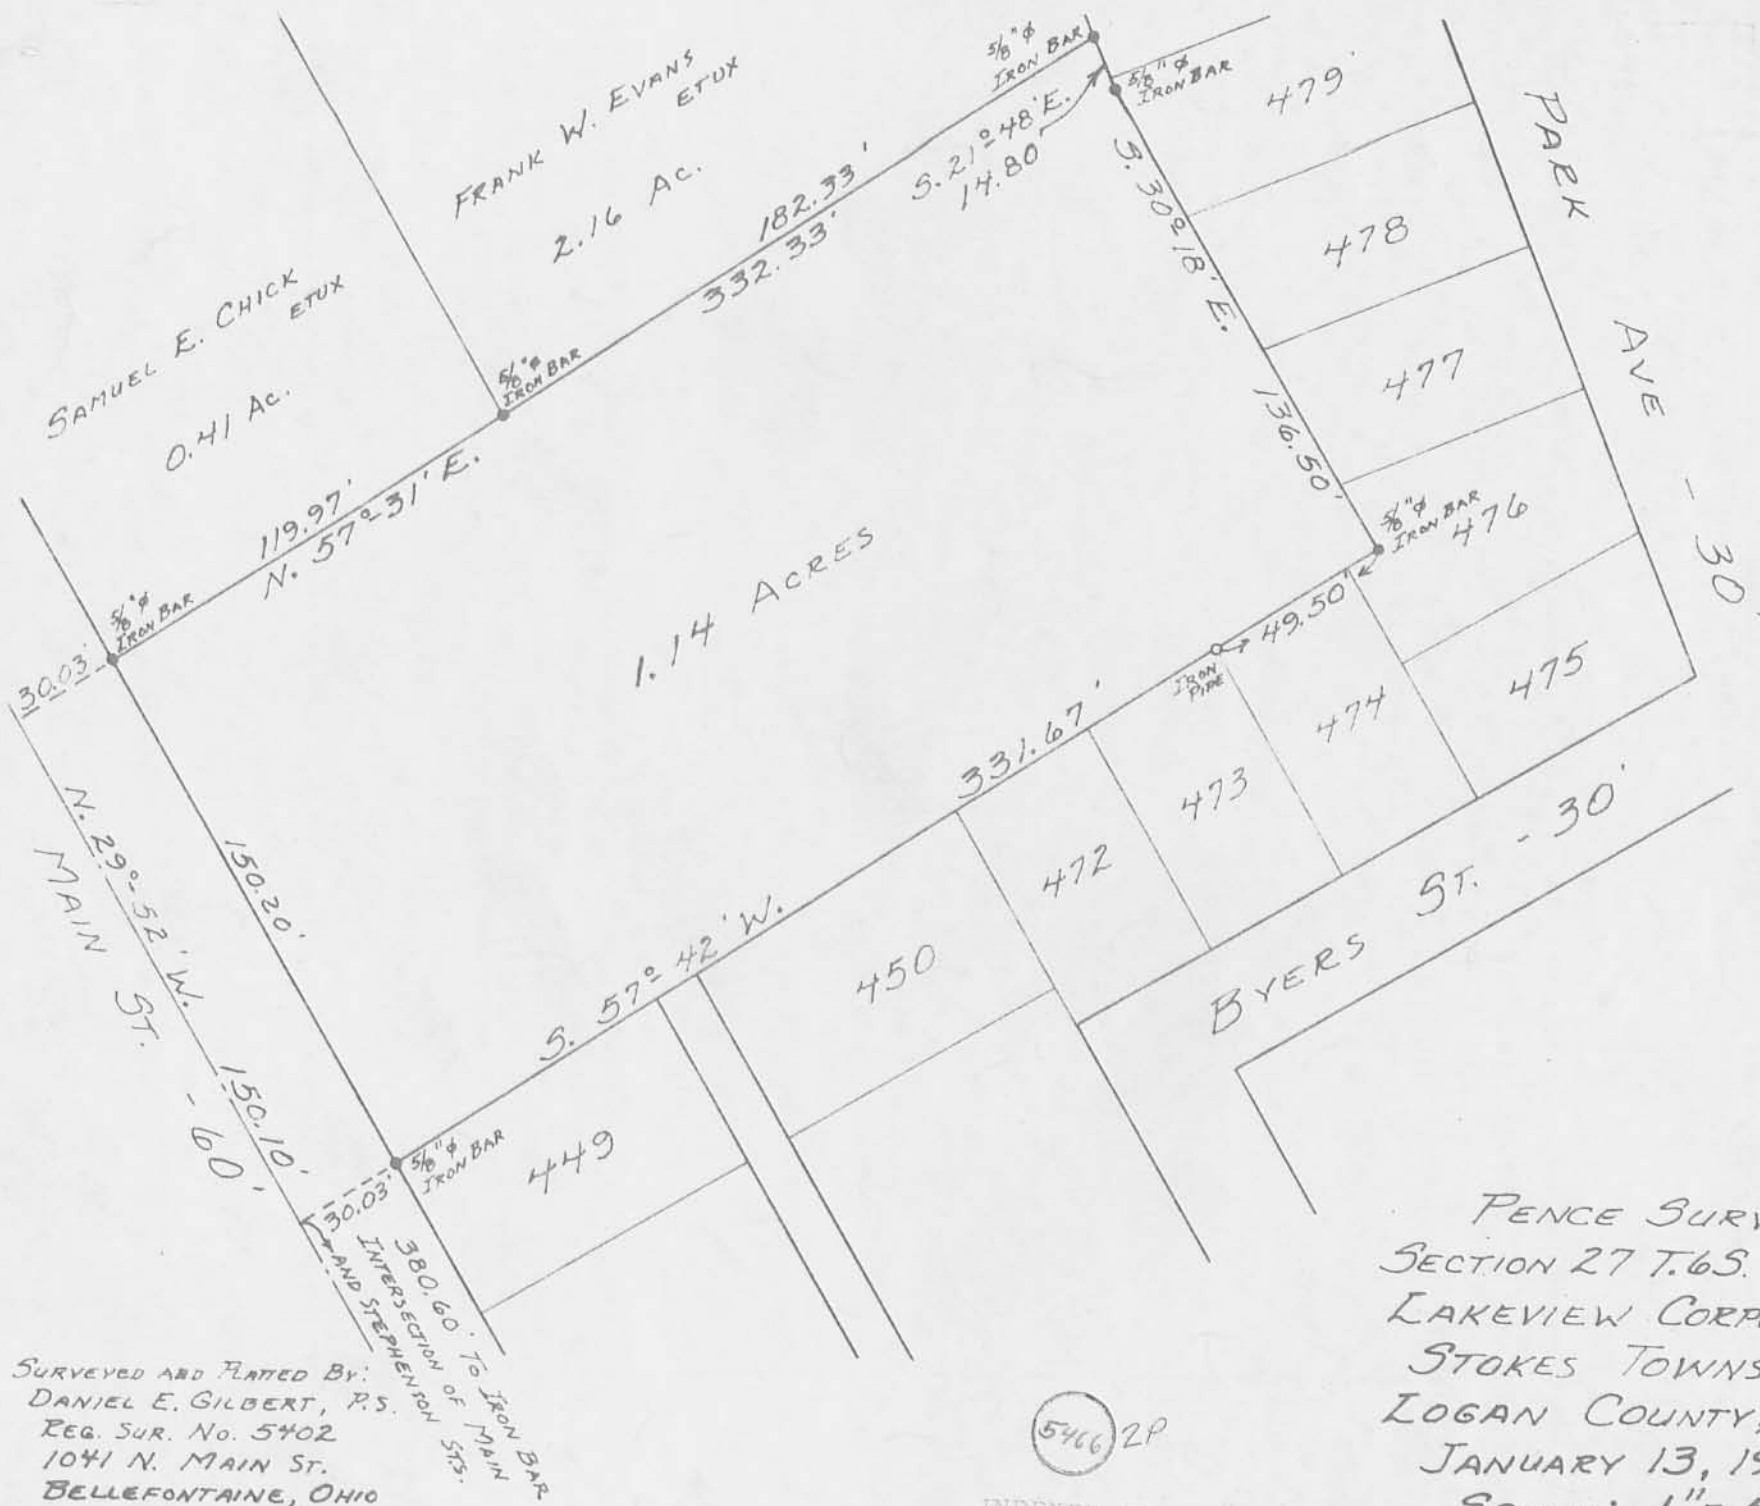 FRANK W. EVANS
ETUX
2.16 AC.
SAMUEL E. CHICK
ETUX
0.41 AC.
5/8"⌀
IRON BAR
5/8"⌀
IRON BAR
S. 21°-48' E.
14.80
182.33'
332.33'
479
478
477
476
475
474
473
472
450
449
PARK AVE - 30'
S. 30°-18' E.
136.50'
5/8"⌀
IRON BAR
119.97'
N. 57°-31' E.
5/8"⌀
IRON BAR
30.03'
1.14 ACRES
5/8"⌀
IRON BAR
49.50'
IRON
PIPE
331.67'
S. 57°-42' W.
150.20'
N. 29°-52' W. 150.10'
MAIN ST. - 60'
BYERS ST. - 30'
5/8"⌀
IRON BAR
30.03'
380.60' TO IRON BAR
INTERSECTION OF MAIN
AND STEPHENSON STS.
SURVEYED AND PLATTED BY:
DANIEL E. GILBERT, P.S.
REG. SUR. NO. 5402
1041 N. MAIN ST.
BELLEFONTAINE, OHIO
5466 2P
PENCE SURV
SECTION 27 T.6S.
LAKEVIEW CORP
STOKES TOWNS
LOGAN COUNTY,
JANUARY 13, 19